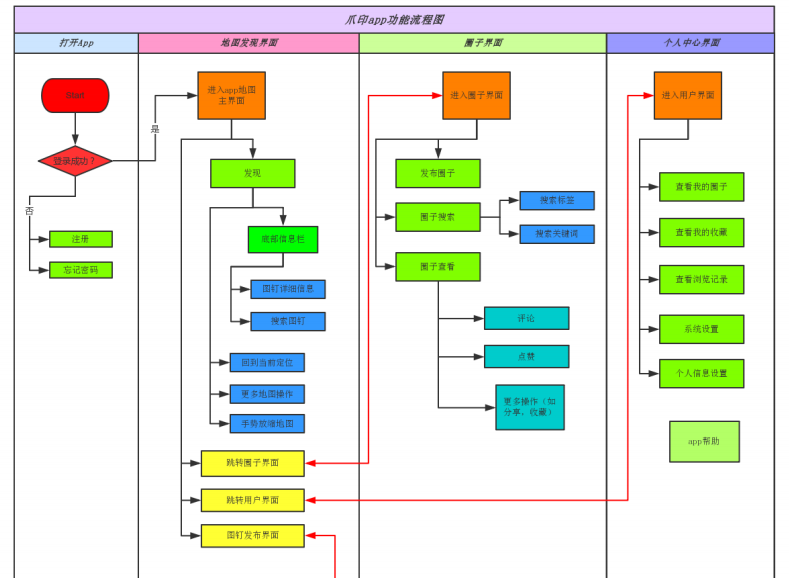 爪印app功能流程图
打开App
地图发现界面
圈子界面
个人中心界面
Start
登录成功？
是
否
注册
忘记密码
进入app地图
主界面
发现
底部信息栏
图钉详细信息
搜索图钉
回到当前定位
更多地图操作
手势放缩地图
跳转圈子界面
跳转用户界面
图钉发布界面
进入圈子界面
发布圈子
圈子搜索
搜索标签
搜索关键词
圈子查看
评论
点赞
更多操作（如
分享，收藏）
进入用户界面
查看我的圈子
查看我的收藏
查看浏览记录
系统设置
个人信息设置
app帮助